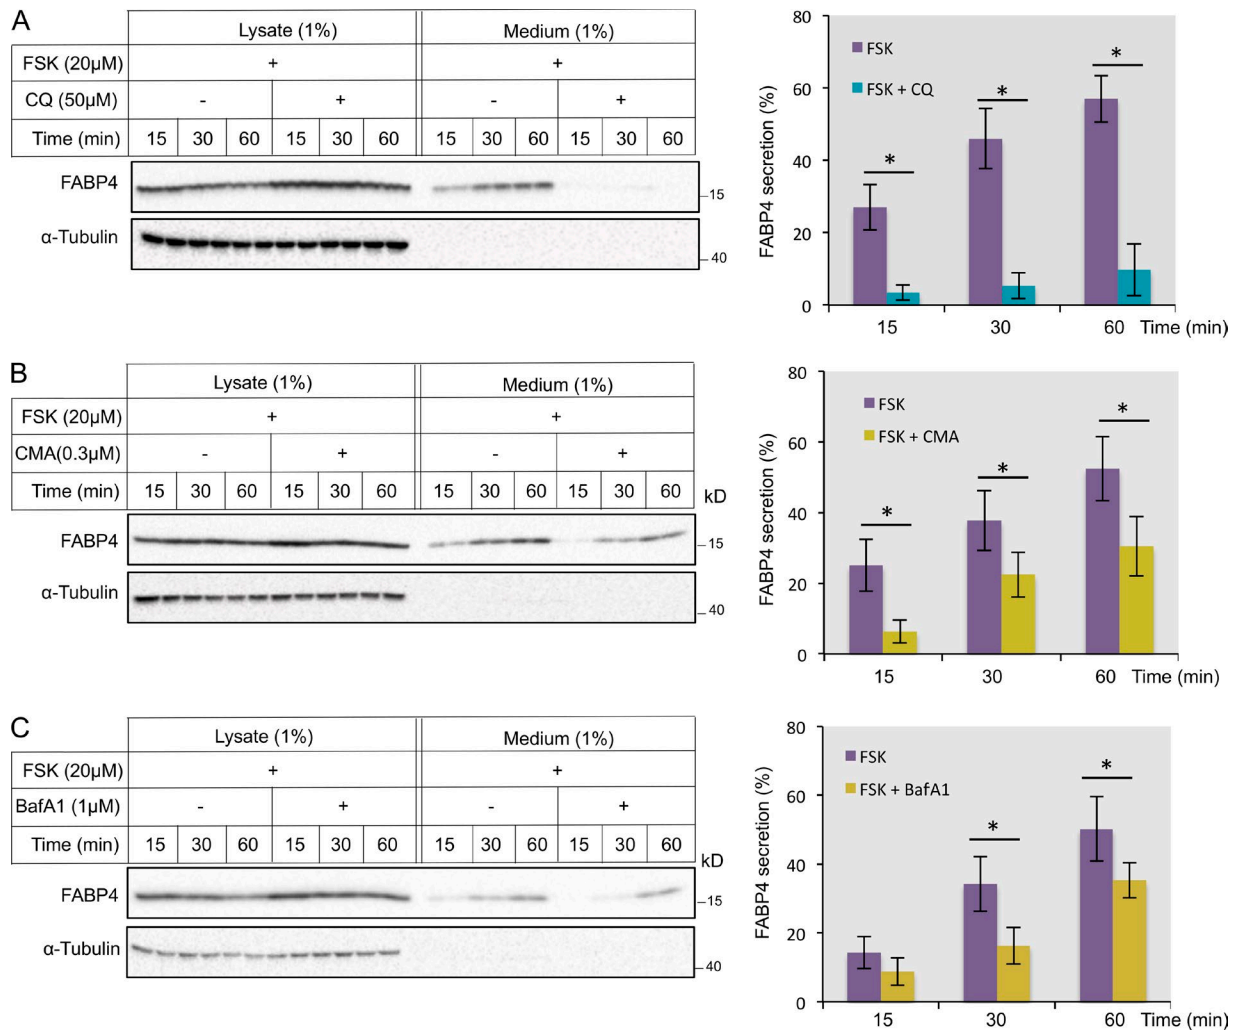 A
Lysate (1%) Medium (1%)
FSK (20µM) + +
CQ (50µM) - + - +
Time (min) 15 30 60 15 30 60 15 30 60 15 30 60
FABP4
15
α-Tubulin
40
80
60
40
20
0
FABP4 secretion (%)
FSK
FSK + CQ
*
*
*
15 30 60 Time (min)
B
Lysate (1%) Medium (1%)
FSK (20µM) + +
CMA(0.3µM) - + - +
Time (min) 15 30 60 15 30 60 15 30 60 15 30 60 kD
FABP4
15
α-Tubulin
40
80
60
40
20
0
FABP4 secretion (%)
FSK
FSK + CMA
*
*
*
15 30 60 Time (min)
C
Lysate (1%) Medium (1%)
FSK (20µM) + +
BafA1 (1µM) - + - +
Time (min) 15 30 60 15 30 60 15 30 60 15 30 60 kD
FABP4
15
α-Tubulin
40
80
60
40
20
0
FABP4 secretion (%)
FSK
FSK + BafA1
*
*
15 30 60 Time (min)